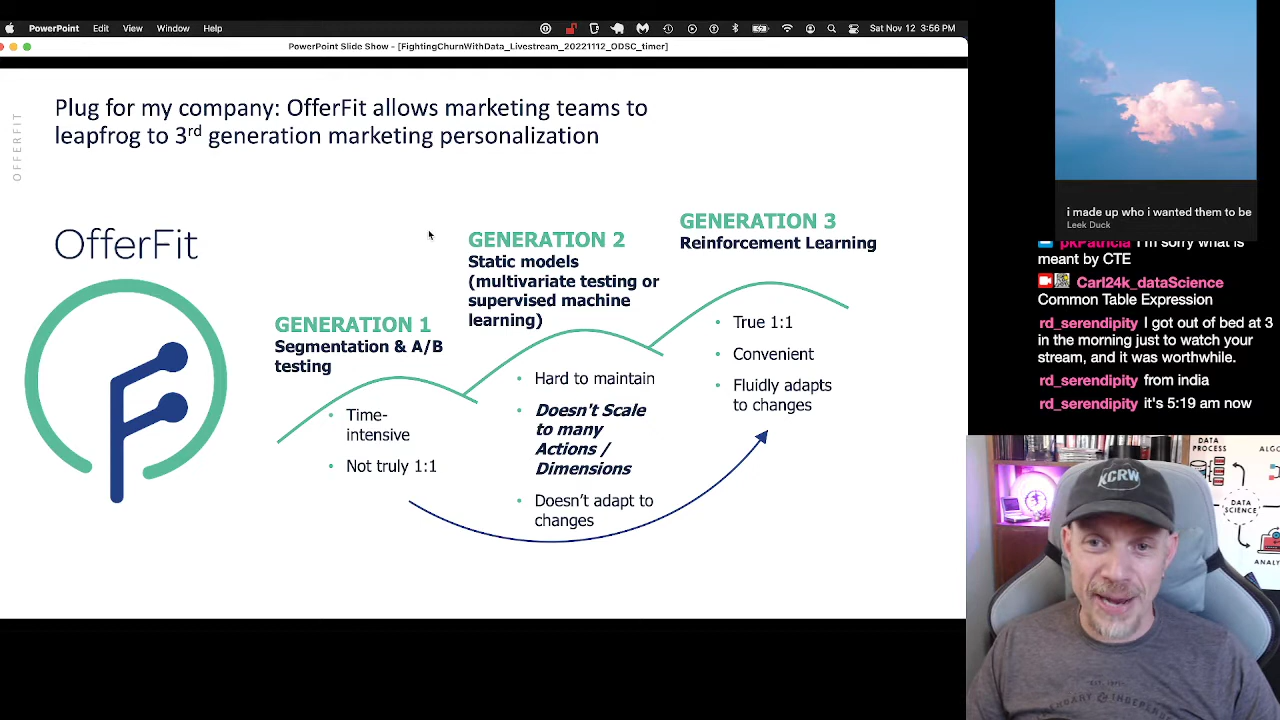 PowerPoint Edit View Window Help
Sat Nov 12 3:56 PM
PowerPoint Slide Show - [FightingChurnWithData_Livestream_20221112_ODSC_timer]
OFFERFIT
Plug for my company: OfferFit allows marketing teams to
leapfrog to 3rd generation marketing personalization
OfferFit
GENERATION 1
Segmentation & A/B
testing
• Time-
intensive
• Not truly 1:1
GENERATION 2
Static models
(multivariate testing or
supervised machine
learning)
• Hard to maintain
• Doesn't Scale
to many
Actions /
Dimensions
• Doesn't adapt to
changes
GENERATION 3
Reinforcement Learning
• True 1:1
• Convenient
• Fluidly adapts
to changes
i made up who i wanted them to be
Leek Duck
pkPatricia I'm sorry what is
meant by CTE
Carl24k_dataScience
Common Table Expression
rd_serendipity I got out of bed at 3
in the morning just to watch your
stream, and it was worthwhile.
rd_serendipity from india
rd_serendipity it's 5:19 am now
KCRW
DATA
PROCESS
DATA
SCIENCE